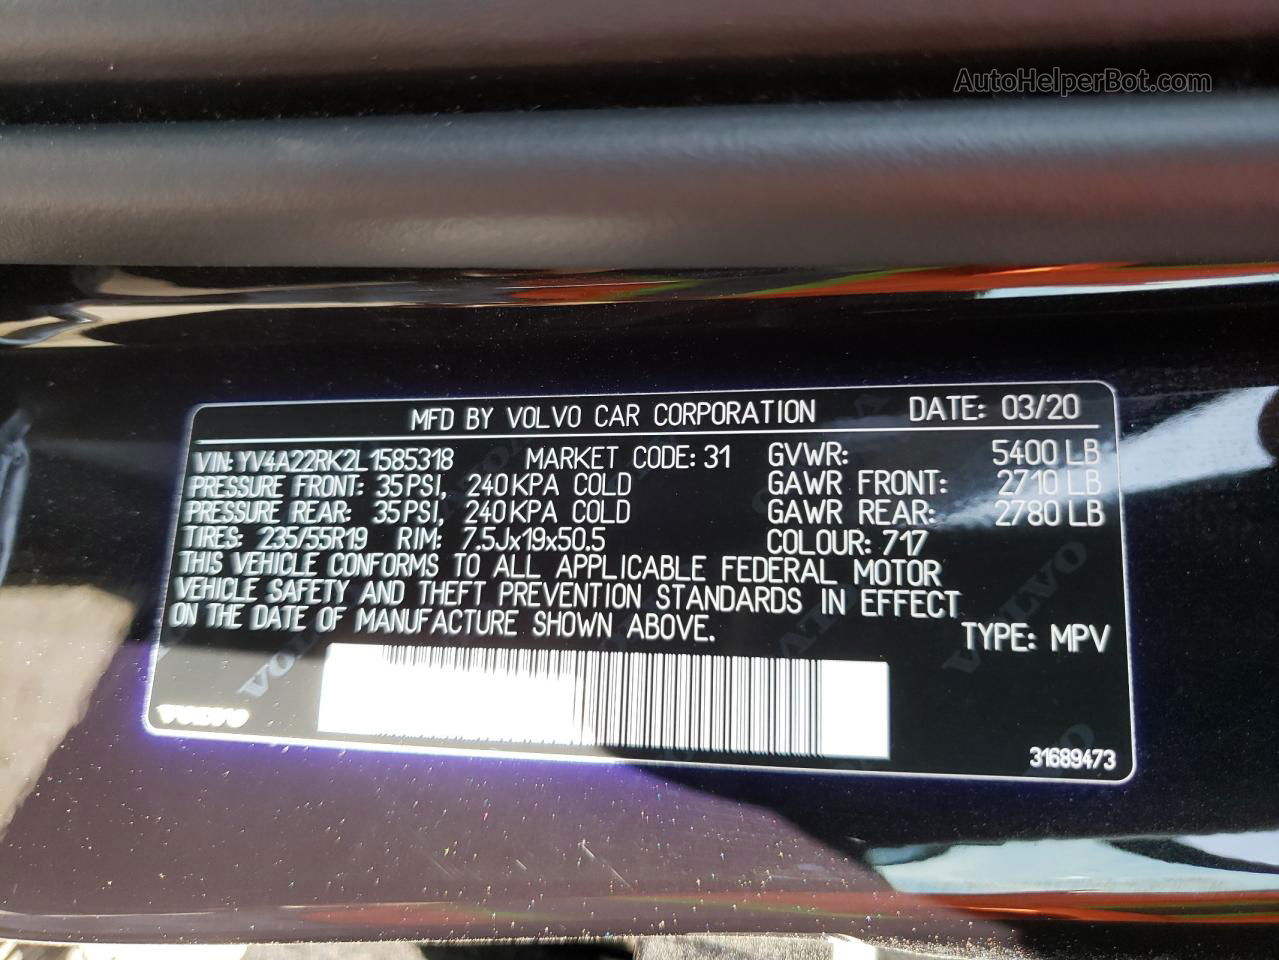 AutoHelperBot.com
MFD BY VOLVO CAR CORPORATION DATE: 03/20
VIN: YV4A22RK2L1585318 MARKET CODE: 31 GVWR: 5400 LB
PRESSURE FRONT: 35 PSI, 240 KPA COLD GAWR FRONT: 2710 LB
PRESSURE REAR: 35 PSI, 240 KPA COLD GAWR REAR: 2780 LB
TIRES: 235/55R19 RIM: 7.5Jx19x50.5 COLOUR: 717
THIS VEHICLE CONFORMS TO ALL APPLICABLE FEDERAL MOTOR
VEHICLE SAFETY AND THEFT PREVENTION STANDARDS IN EFFECT
ON THE DATE OF MANUFACTURE SHOWN ABOVE.
TYPE: MPV
VOLVO
31689473